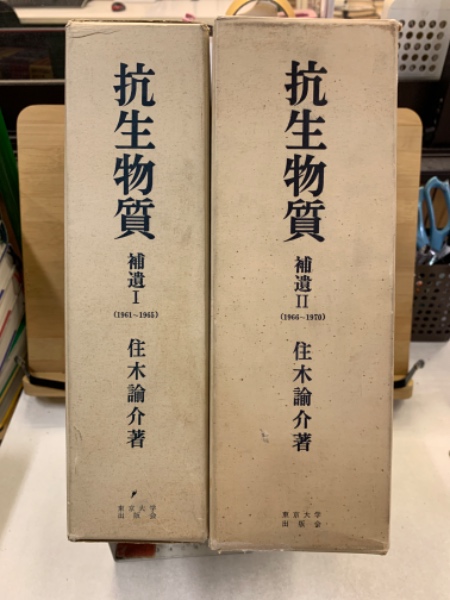 抗生物質
補遺I
(1961~1965)
住木諭介著
東京大学
出版会
抗生物質
補遺II
(1966~1970)
住木諭介著
東京大学
出版会